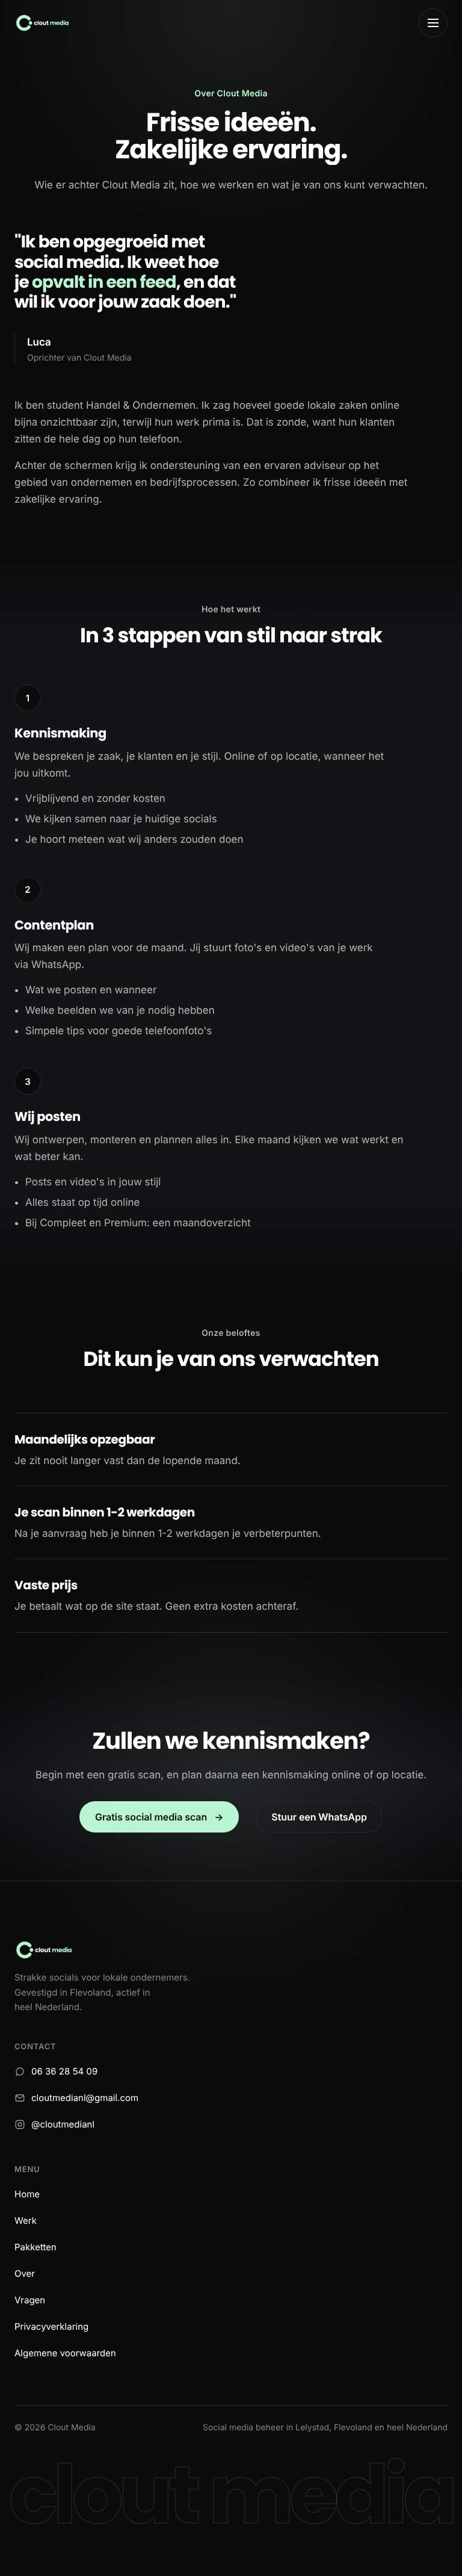 clout media
Over Clout Media
Frisse ideeën.
Zakelijke ervaring.
Wie er achter Clout Media zit, hoe we werken en wat je van ons kunt verwachten.
"Ik ben opgegroeid met
social media. Ik weet hoe
je opvalt in een feed, en dat
wil ik voor jouw zaak doen."
Luca
Oprichter van Clout Media
Ik ben student Handel & Ondernemen. Ik zag hoeveel goede lokale zaken online
bijna onzichtbaar zijn, terwijl hun werk prima is. Dat is zonde, want hun klanten
zitten de hele dag op hun telefoon.
Achter de schermen krijg ik ondersteuning van een ervaren adviseur op het
gebied van ondernemen en bedrijfsprocessen. Zo combineer ik frisse ideeën met
zakelijke ervaring.
Hoe het werkt
In 3 stappen van stil naar strak
1
Kennismaking
We bespreken je zaak, je klanten en je stijl. Online of op locatie, wanneer het
jou uitkomt.
• Vrijblijvend en zonder kosten
• We kijken samen naar je huidige socials
• Je hoort meteen wat wij anders zouden doen
2
Contentplan
Wij maken een plan voor de maand. Jij stuurt foto's en video's van je werk
via WhatsApp.
• Wat we posten en wanneer
• Welke beelden we van je nodig hebben
• Simpele tips voor goede telefoonfoto's
3
Wij posten
Wij ontwerpen, monteren en plannen alles in. Elke maand kijken we wat werkt en
wat beter kan.
• Posts en video's in jouw stijl
• Alles staat op tijd online
• Bij Compleet en Premium: een maandoverzicht
Onze beloftes
Dit kun je van ons verwachten
Maandelijks opzegbaar
Je zit nooit langer vast dan de lopende maand.
Je scan binnen 1-2 werkdagen
Na je aanvraag heb je binnen 1-2 werkdagen je verbeterpunten.
Vaste prijs
Je betaalt wat op de site staat. Geen extra kosten achteraf.
Zullen we kennismaken?
Begin met een gratis scan, en plan daarna een kennismaking online of op locatie.
Gratis social media scan →
Stuur een WhatsApp
clout media
Strakke socials voor lokale ondernemers.
Gevestigd in Flevoland, actief in
heel Nederland.
CONTACT
06 36 28 54 09
cloutmedianl@gmail.com
@cloutmedianl
MENU
Home
Werk
Pakketten
Over
Vragen
Privacyverklaring
Algemene voorwaarden
© 2026 Clout Media
Social media beheer in Lelystad, Flevoland en heel Nederland
clout media